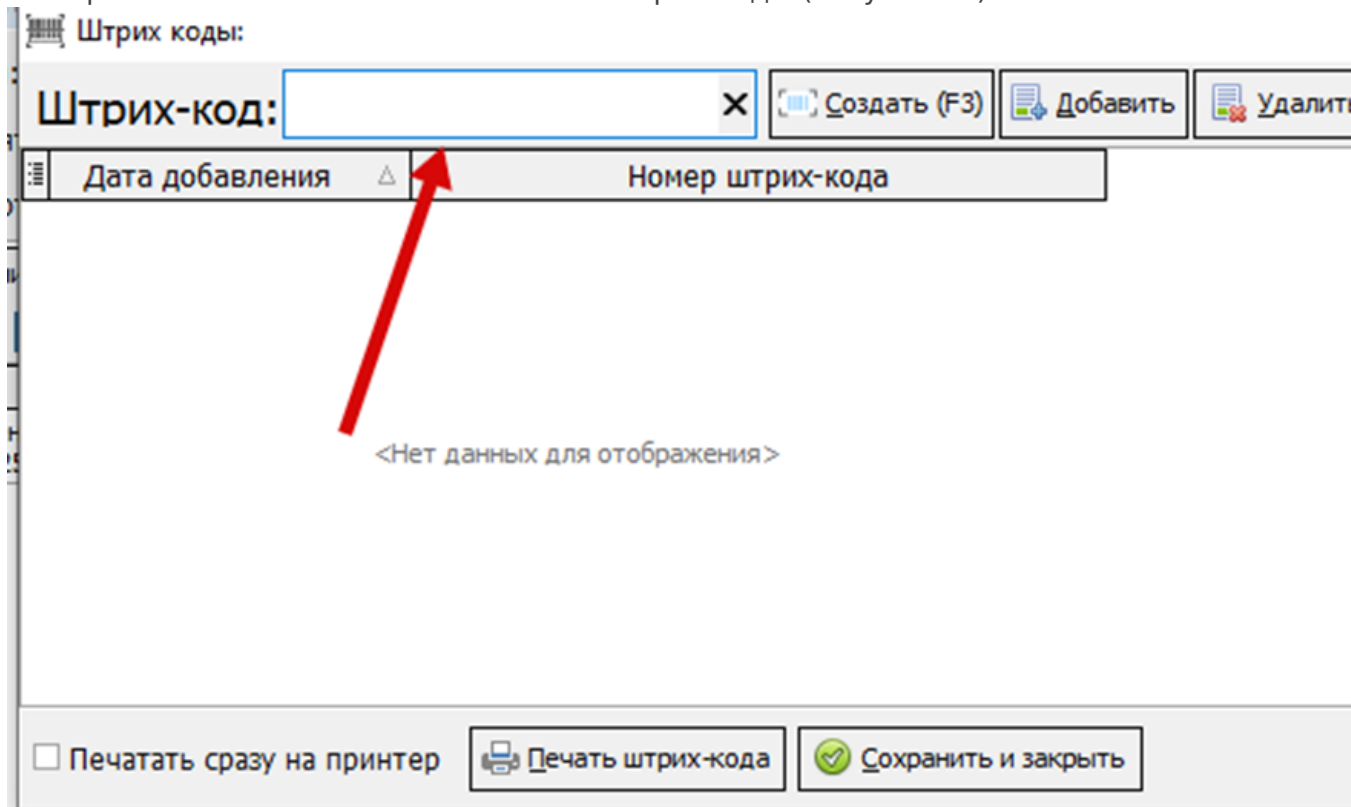 Штрих коды:
Штрих-код:
Создать (F3)
Добавить
Удалить
Дата добавления
Номер штрих-кода
<Нет данных для отображения>
Печатать сразу на принтер
Печать штрих-кода
Сохранить и закрыть